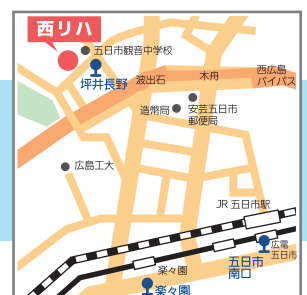 西リハ
五日市観音中学校
坪井長野
波出石
木舟
西広島
バイパス
造幣局
安芸五日市
郵便局
広島工大
JR 五日市駅
広電
五日市
五日市
南口
楽々園
楽々園